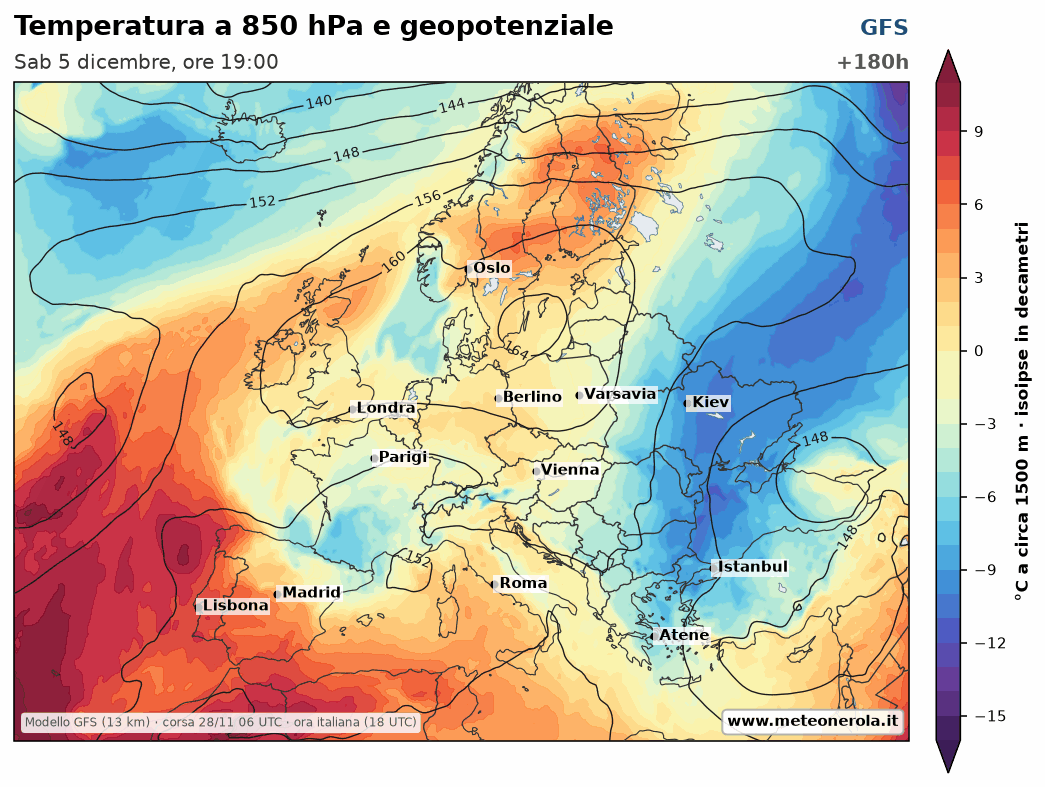 Temperatura a 850 hPa e geopotenziale
GFS
Sab 5 dicembre, ore 19:00
+180h
140
144
148
152
156
160
Oslo
164
148
Berlino
Varsavia
Kiev
Londra
148
Parigi
Vienna
148
152
Istanbul
Roma
Madrid
Lisbona
Atene
Modello GFS (13 km) · corsa 28/11 06 UTC · ora italiana (18 UTC)
www.meteonerola.it
9
6
3
0
−3
−6
−9
−12
−15
°C a circa 1500 m · isoipse in decametri